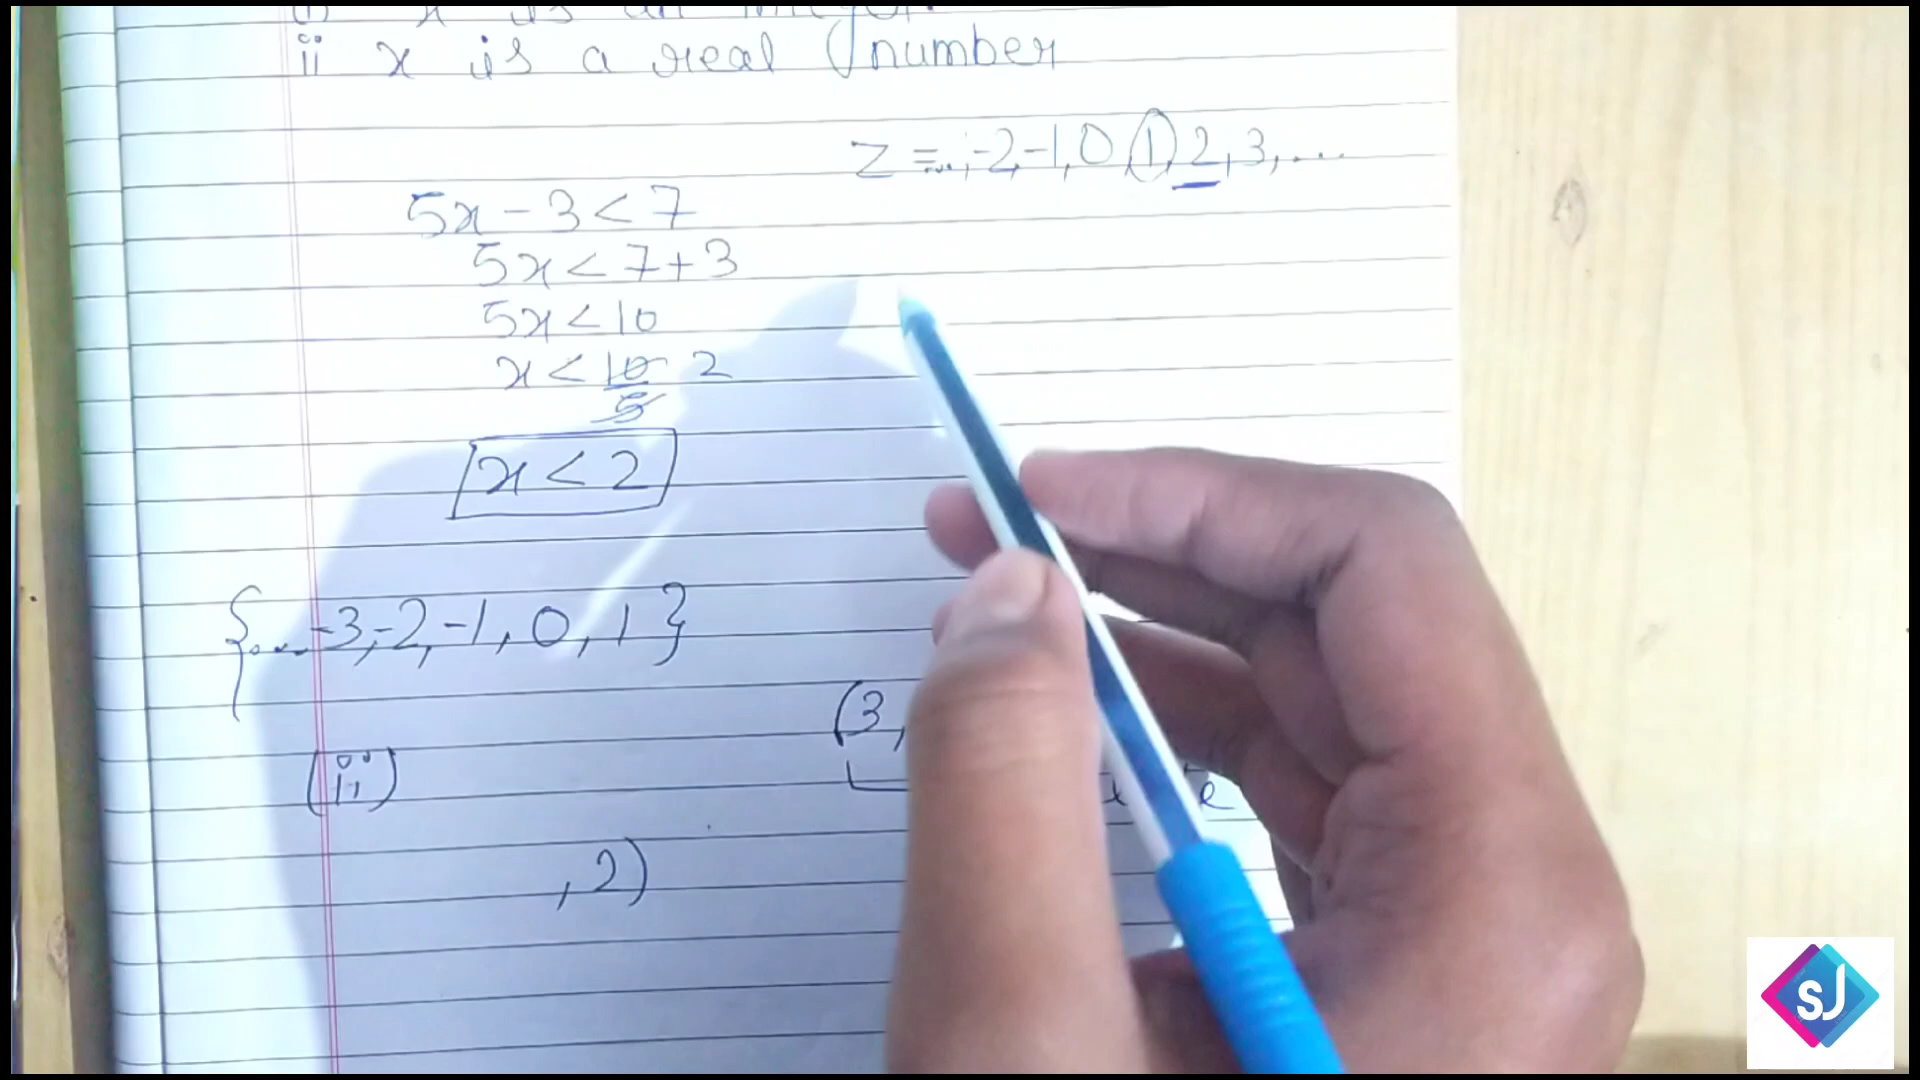 ii x is a real number
Z = ..., -2, -1, 0, 1, 2, 3, ...
5x - 3 < 7
5x < 7 + 3
5x < 10
x < 10/5 2
x < 2
{.... -3, -2, -1, 0, 1 }
(3,
(ii)
, 2)
SJ